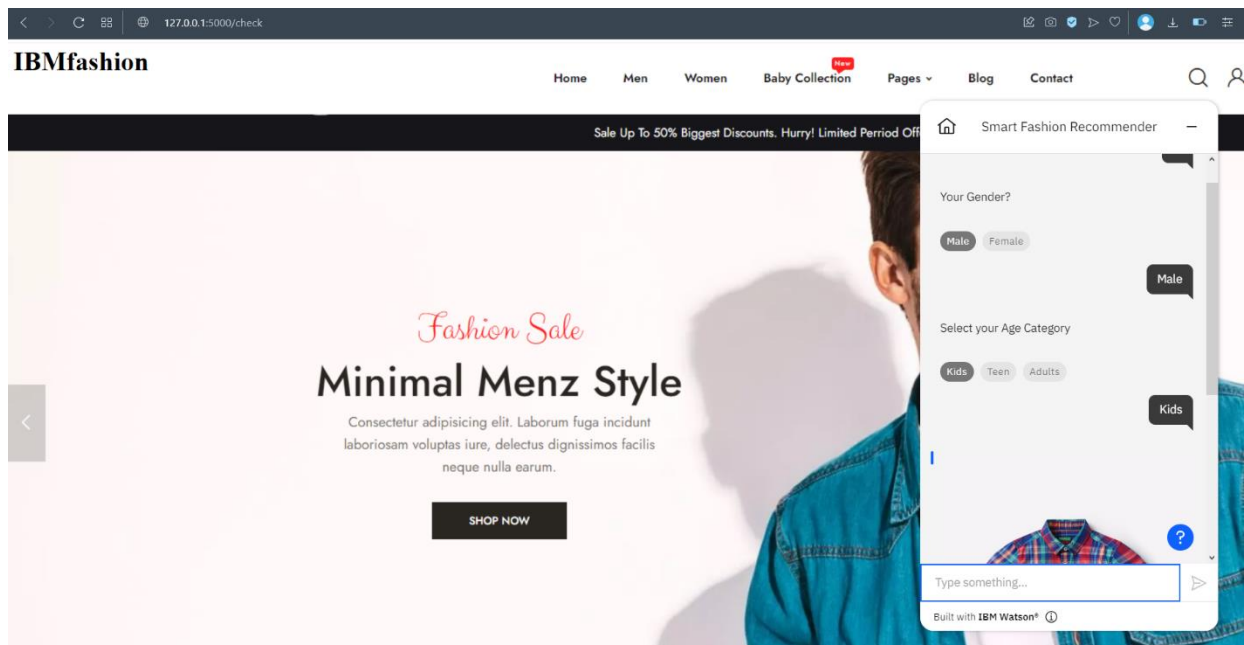 127.0.0.1:5000/check
IBMfashion
New
Home Men Women Baby Collection Pages Blog Contact
Sale Up To 50% Biggest Discounts. Hurry! Limited Perriod Off
Fashion Sale
Minimal Menz Style
Consectetur adipisicing elit. Laborum fuga incidunt
laboriosam voluptas iure, delectus dignissimos facilis
neque nulla earum.
SHOP NOW
Smart Fashion Recommender
Your Gender?
Male Female
Male
Select your Age Category
Kids Teen Adults
Kids
?
Type something...
Built with IBM Watson®